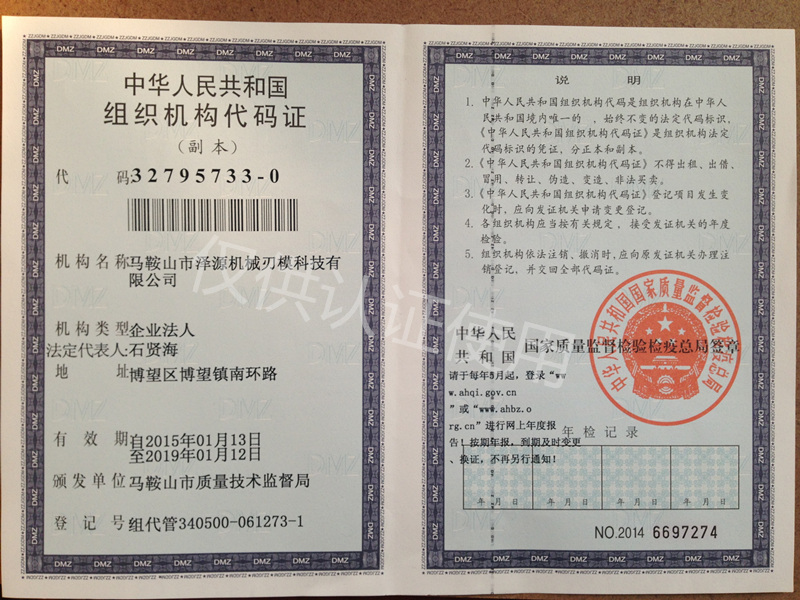 中华人民共和国
组织机构代码证
（副本）
代 码 32795733-0
机构名称 马鞍山市泽源机械刃模科技有
限公司
机构类型 企业法人
法定代表人: 石贤海
地 址 博望区博望镇南环路
有 效 期 自2015年01月13日
至2019年01月12日
颁发单位 马鞍山市质量技术监督局
登 记 号 组代管340500-061273-1
仅供认证使用
说 明
1. 中华人民共和国组织机构代码是组织机构在中华人
民共和国境内唯一的 、始终不变的法定代码标识，
《中华人民共和国组织机构代码证》是组织机构法定
代码标识的凭证，分正本和副本。
2. 《中华人民共和国组织机构代码证》不得出租、出借、
冒用、转让、伪造、变造、非法买卖。
3. 《中华人民共和国组织机构代码证》登记项目发生变
化时，应向发证机关申请变更登记。
4. 各组织机构应当按有关规定 、接受发证机关的年度
检验。
5. 组织机构依法注销、撤消时，应向原发证机关办理注
销登记，并交回全部代码证。
中华人民
共和国 国家质量监督检验检疫总局签章
中华人民共和国国家质量监督检验检疫总局
请于每年5月起，登录“ww
w.ahqi.gov.cn
”或“www.ahbz.o
rg.cn”进行网上年度报
告！按期年报，到期及时变更
、换证，不再另行通知！
年检记录
年 月 日 年 月 日 年 月 日 年 月 日
NO.2014 6697274